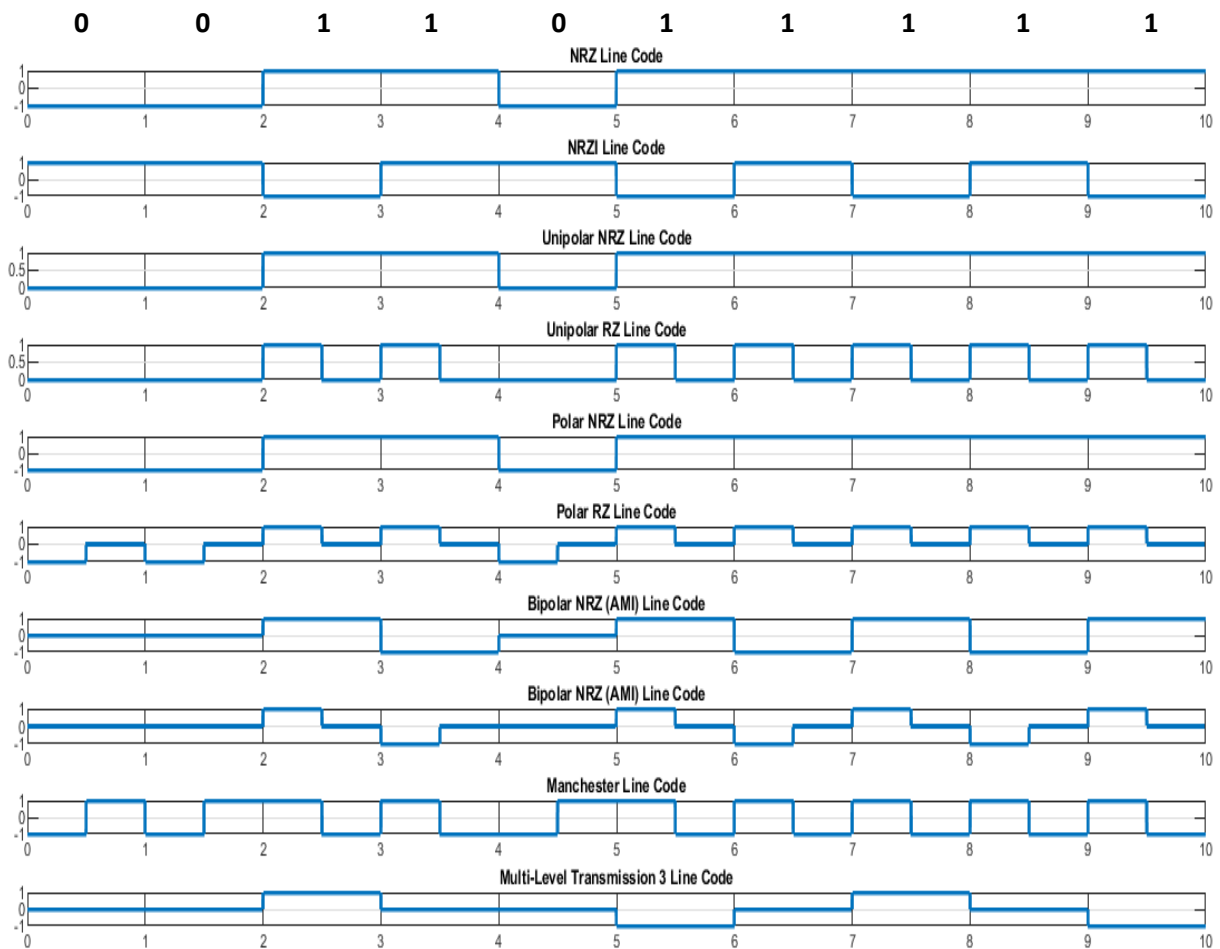 0 0 1 1 0 1 1 1 1 1
NRZ Line Code
1
0
-1
0 1 2 3 4 5 6 7 8 9 10
NRZI Line Code
1
0
-1
0 1 2 3 4 5 6 7 8 9 10
Unipolar NRZ Line Code
1
0.5
0
0 1 2 3 4 5 6 7 8 9 10
Unipolar RZ Line Code
1
0.5
0
0 1 2 3 4 5 6 7 8 9 10
Polar NRZ Line Code
1
0
-1
0 1 2 3 4 5 6 7 8 9 10
Polar RZ Line Code
1
0
-1
0 1 2 3 4 5 6 7 8 9 10
Bipolar NRZ (AMI) Line Code
1
0
-1
0 1 2 3 4 5 6 7 8 9 10
Bipolar NRZ (AMI) Line Code
1
0
-1
0 1 2 3 4 5 6 7 8 9 10
Manchester Line Code
1
0
-1
0 1 2 3 4 5 6 7 8 9 10
Multi-Level Transmission 3 Line Code
1
0
-1
0 1 2 3 4 5 6 7 8 9 10